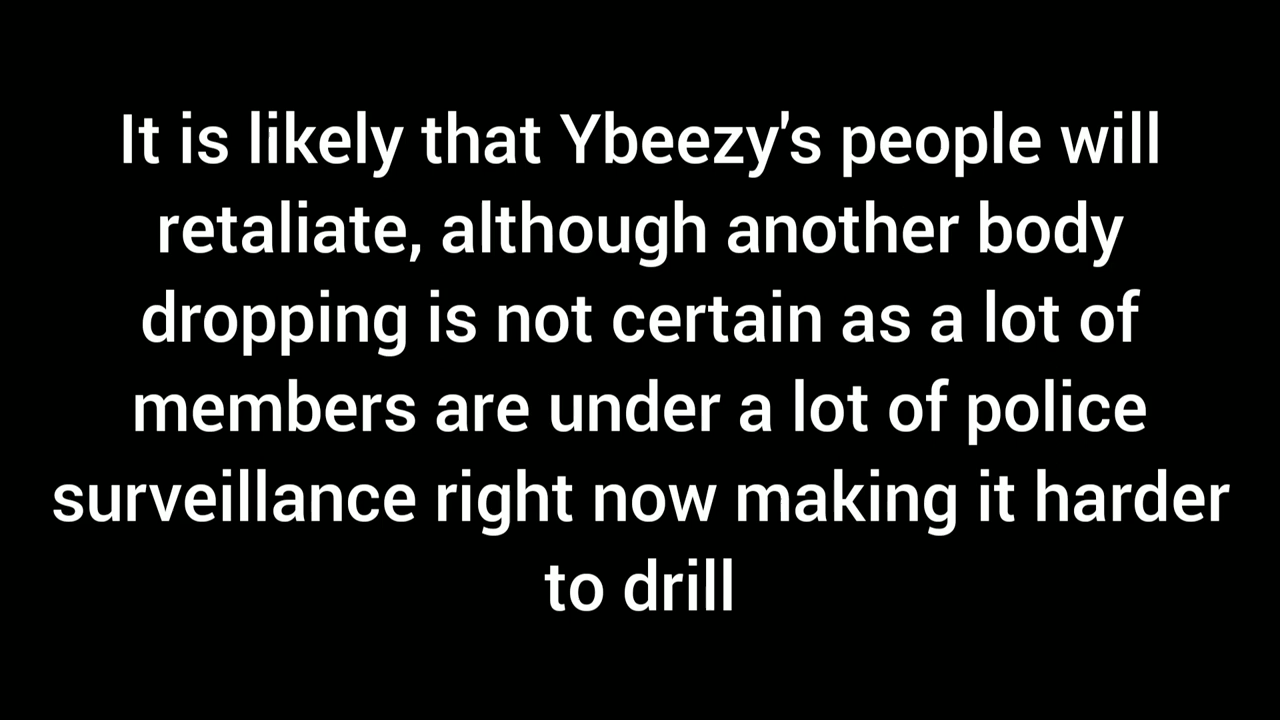 It is likely that Ybeezy's people will
retaliate, although another body
dropping is not certain as a lot of
members are under a lot of police
surveillance right now making it harder
to drill